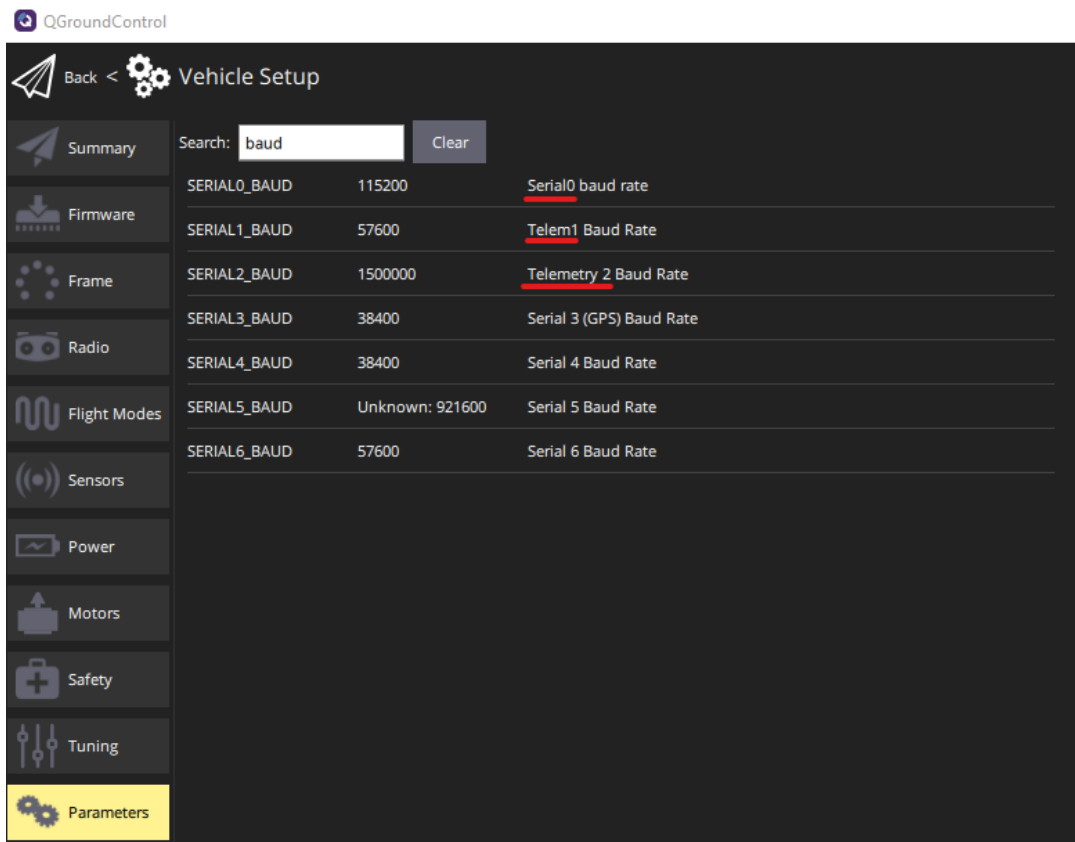 QGroundControl
Back < Vehicle Setup
Summary
Firmware
Frame
Radio
Flight Modes
Sensors
Power
Motors
Safety
Tuning
Parameters
Search: baud Clear
SERIAL0_BAUD 115200 Serial0 baud rate
SERIAL1_BAUD 57600 Telem1 Baud Rate
SERIAL2_BAUD 1500000 Telemetry 2 Baud Rate
SERIAL3_BAUD 38400 Serial 3 (GPS) Baud Rate
SERIAL4_BAUD 38400 Serial 4 Baud Rate
SERIAL5_BAUD Unknown: 921600 Serial 5 Baud Rate
SERIAL6_BAUD 57600 Serial 6 Baud Rate